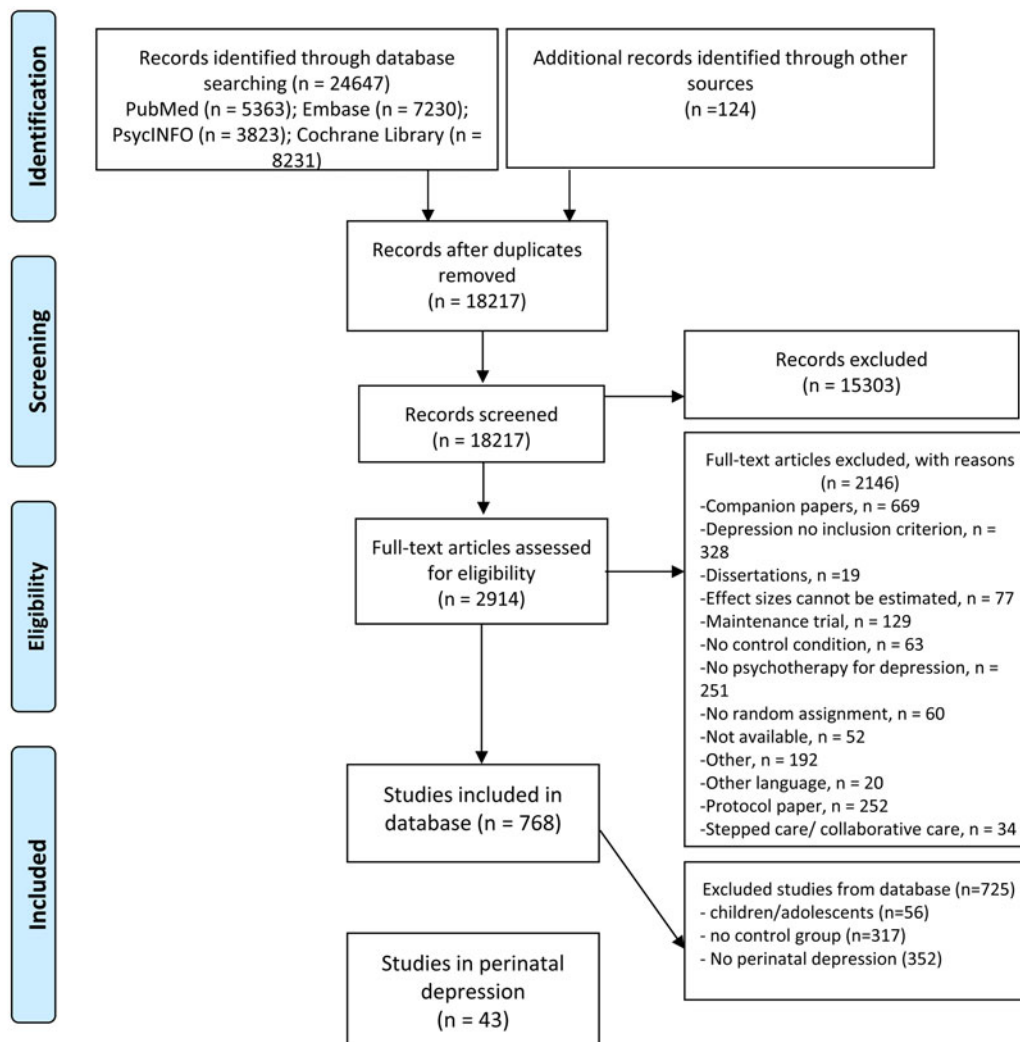 Identification
Records identified through database
searching (n = 24647)
PubMed (n = 5363); Embase (n = 7230);
PsycINFO (n = 3823); Cochrane Library (n =
8231)
Additional records identified through other
sources
(n =124)
Records after duplicates
removed
(n = 18217)
Screening
Records screened
(n = 18217)
Records excluded
(n = 15303)
Eligibility
Full-text articles assessed
for eligibility
(n = 2914)
Full-text articles excluded, with reasons
(n = 2146)
-Companion papers, n = 669
-Depression no inclusion criterion, n =
328
-Dissertations, n =19
-Effect sizes cannot be estimated, n = 77
-Maintenance trial, n = 129
-No control condition, n = 63
-No psychotherapy for depression, n =
251
-No random assignment, n = 60
-Not available, n = 52
-Other, n = 192
-Other language, n = 20
-Protocol paper, n = 252
-Stepped care/ collaborative care, n = 34
Included
Studies included in
database (n = 768)
Excluded studies from database (n=725)
- children/adolescents (n=56)
- no control group (n=317)
- No perinatal depression (352)
Studies in perinatal
depression
(n = 43)